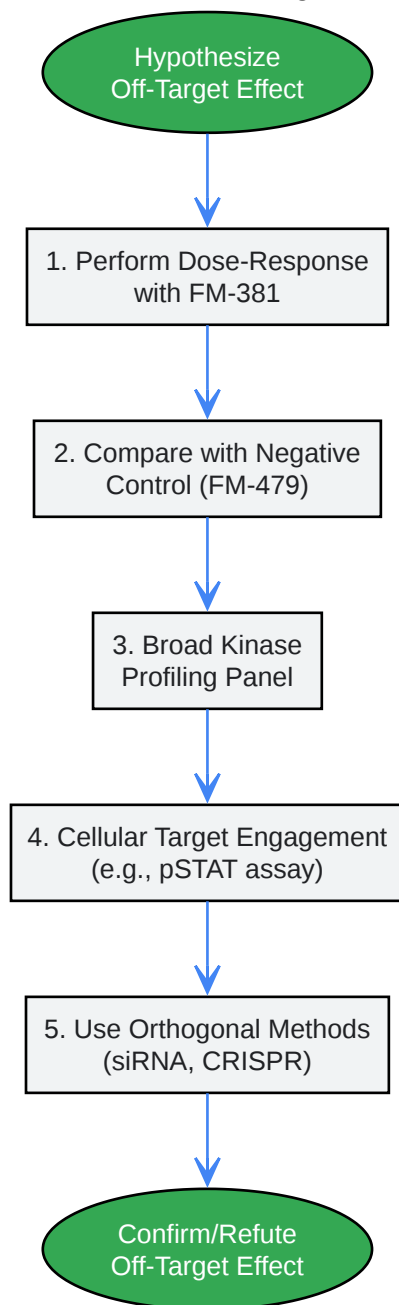 Hypothesize
Off-Target Effect
1. Perform Dose-Response
with FM-381
2. Compare with Negative
Control (FM-479)
3. Broad Kinase
Profiling Panel
4. Cellular Target Engagement
(e.g., pSTAT assay)
5. Use Orthogonal Methods
(siRNA, CRISPR)
Confirm/Refute
Off-Target Effect